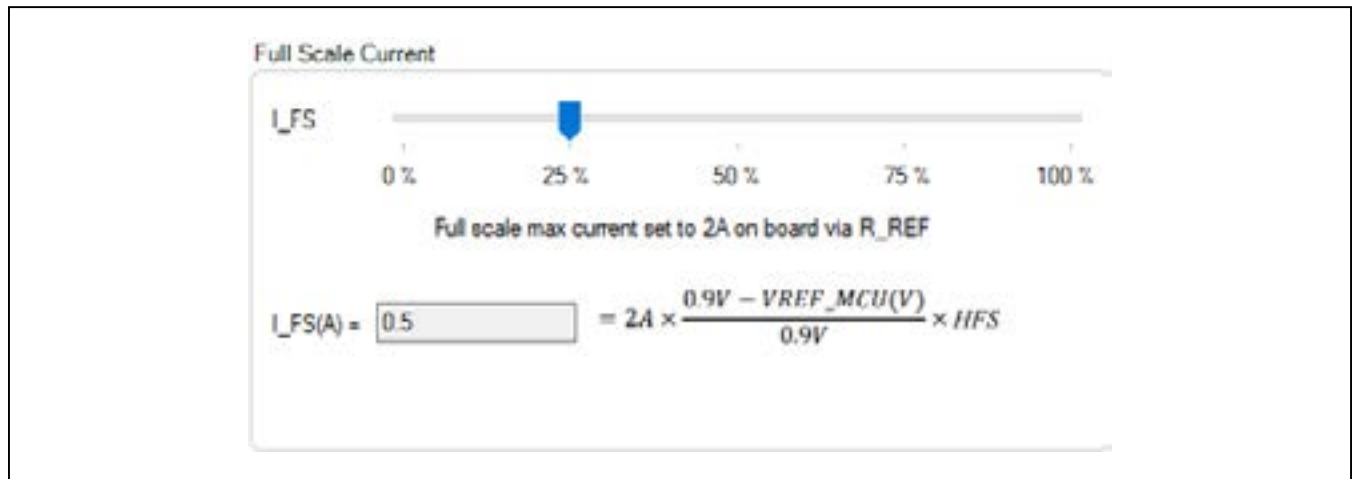 Full Scale Current
I_FS
0 % 25 % 50 % 75 % 100 %
Full scale max current set to 2A on board via R_REF
I_FS(A) = 0.5 = 2A × (0.9V − VREF_MCU(V)) / 0.9V × HFS